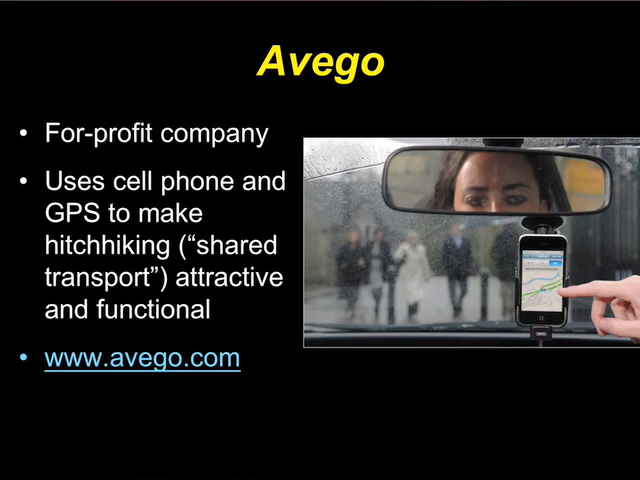 Avego
• For-profit company
• Uses cell phone and
GPS to make
hitchhiking (“shared
transport”) attractive
and functional
• www.avego.com